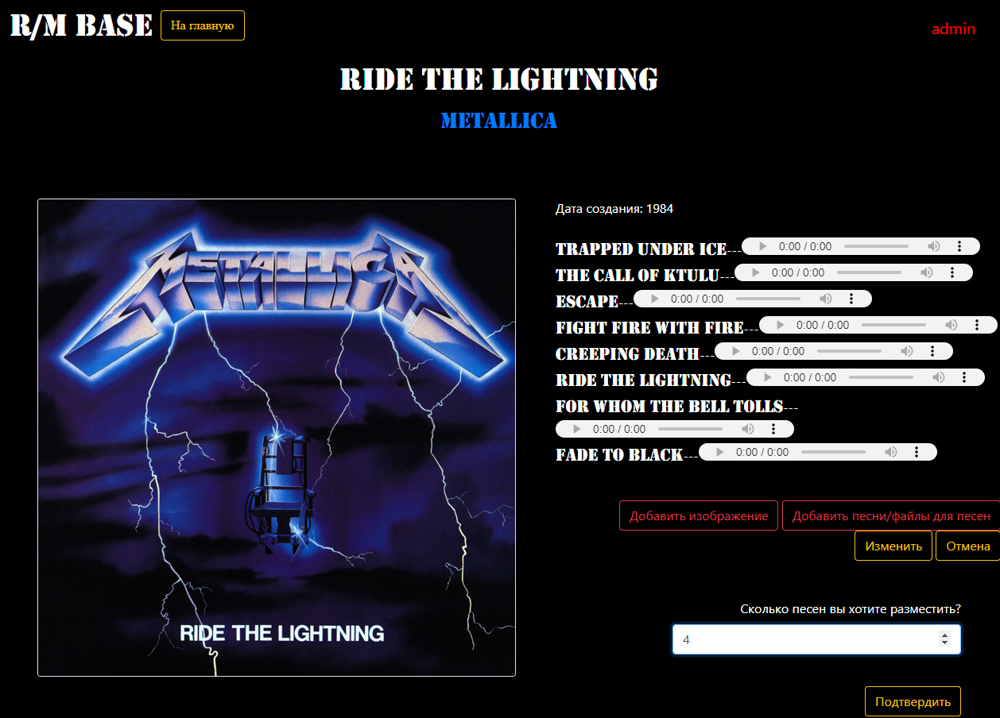 R/M BASE На главную admin
RIDE THE LIGHTNING
METALLICA
METALLICA
RIDE THE LIGHTNING
Дата создания: 1984
TRAPPED UNDER ICE--- 0:00 / 0:00
THE CALL OF KTULU--- 0:00 / 0:00
ESCAPE--- 0:00 / 0:00
FIGHT FIRE WITH FIRE--- 0:00 / 0:00
CREEPING DEATH--- 0:00 / 0:00
RIDE THE LIGHTNING--- 0:00 / 0:00
FOR WHOM THE BELL TOLLS---
0:00 / 0:00
FADE TO BLACK--- 0:00 / 0:00
Добавить изображение Добавить песни/файлы для песен
Изменить Отмена
Сколько песен вы хотите разместить?
4
Подтвердить